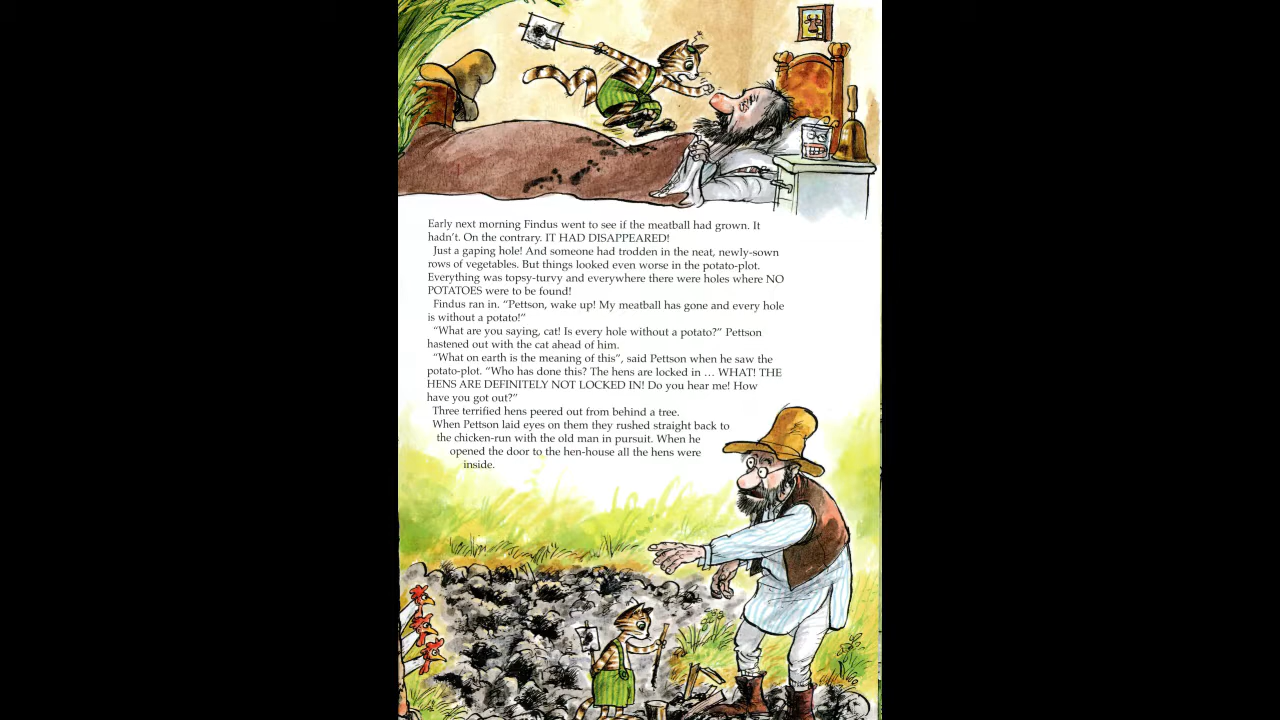 Early next morning Findus went to see if the meatball had grown. It
hadn't. On the contrary. IT HAD DISAPPEARED!
Just a gaping hole! And someone had trodden in the neat, newly-sown
rows of vegetables. But things looked even worse in the potato-plot.
Everything was topsy-turvy and everywhere there were holes where NO
POTATOES were to be found!
Findus ran in. “Pettson, wake up! My meatball has gone and every hole
is without a potato!”
“What are you saying, cat! Is every hole without a potato?” Pettson
hastened out with the cat ahead of him.
“What on earth is the meaning of this”, said Pettson when he saw the
potato-plot. “Who has done this? The hens are locked in … WHAT! THE
HENS ARE DEFINITELY NOT LOCKED IN! Do you hear me! How
have you got out?”
Three terrified hens peered out from behind a tree.
When Pettson laid eyes on them they rushed straight back to
the chicken-run with the old man in pursuit. When he
opened the door to the hen-house all the hens were
inside.